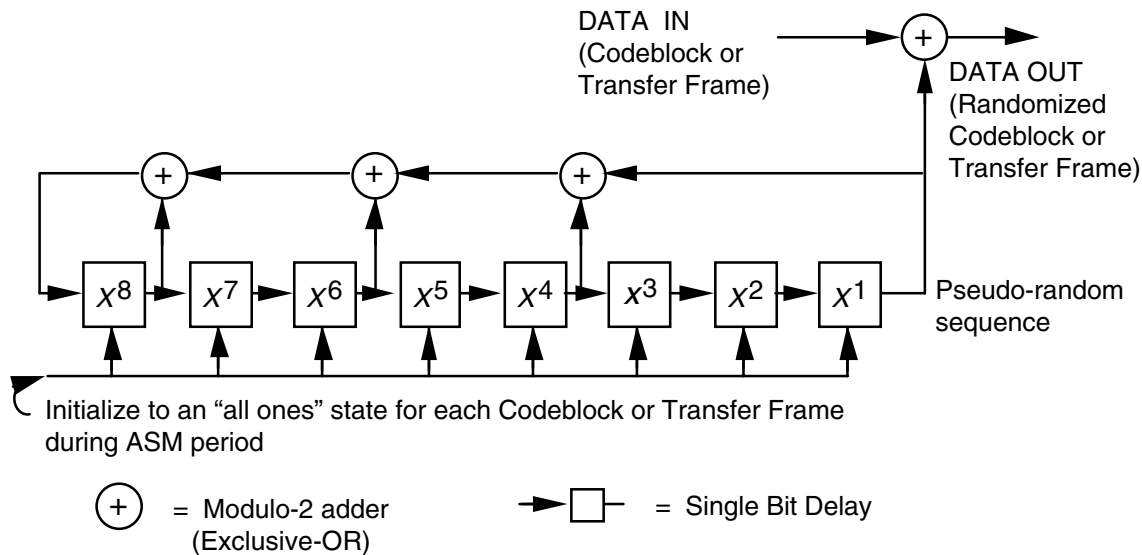 DATA IN
(Codeblock or
Transfer Frame)
+
DATA OUT
(Randomized
Codeblock or
Transfer Frame)
+ + +
X8 X7 X6 X5 X4 x3 X2 X1
Pseudo-random
sequence
Initialize to an “all ones” state for each Codeblock or Transfer Frame
during ASM period
+ = Modulo-2 adder
(Exclusive-OR)
= Single Bit Delay